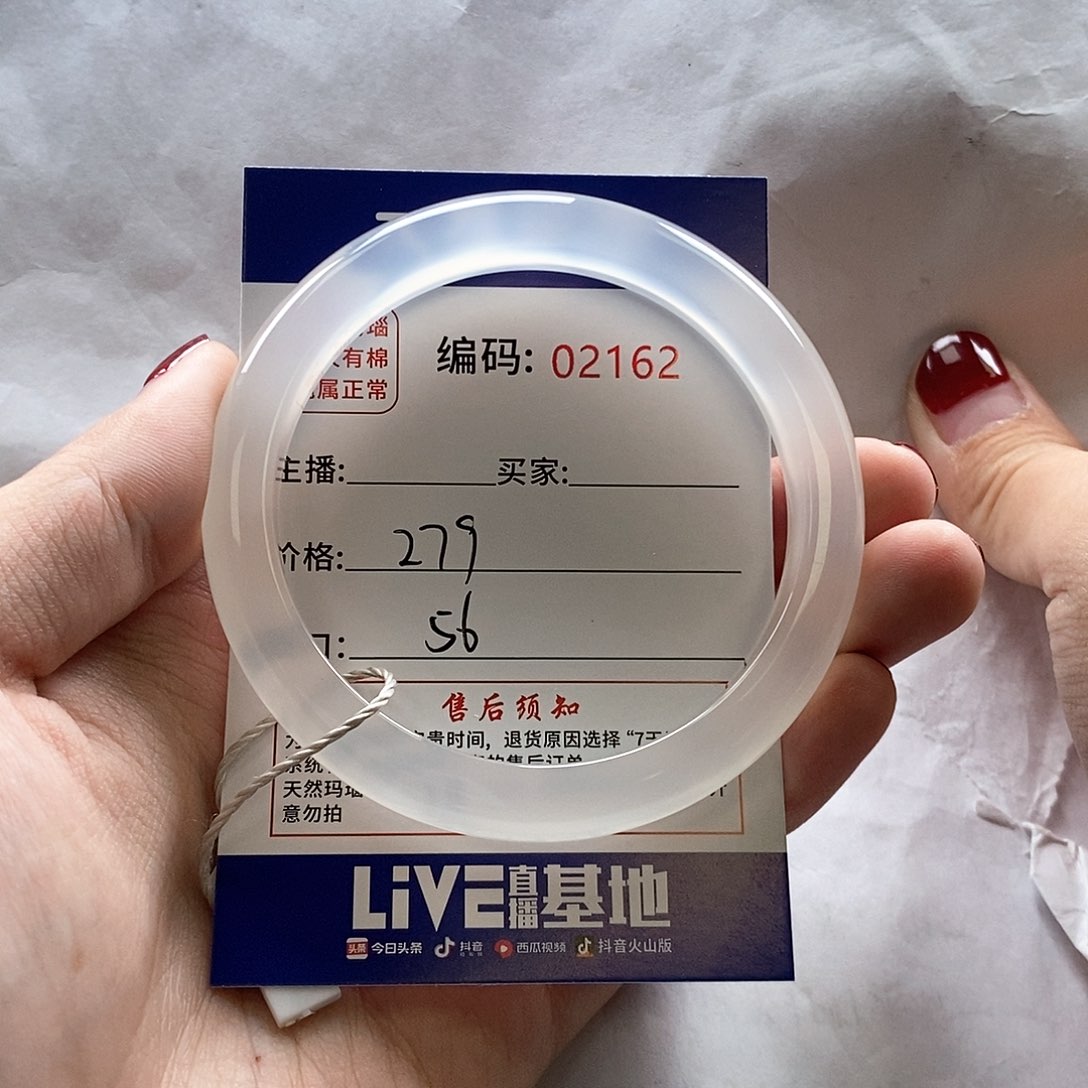 瑙
有棉
属正常
编码: 02162
主播: 买家:
价格: 279
口: 56
售后须知
贵时间，退货原因选择“7天
系统 的售后订单
天然玛瑙
意勿拍
LiVE直播基地
头条 今日头条 抖音 西瓜视频 抖音火山版